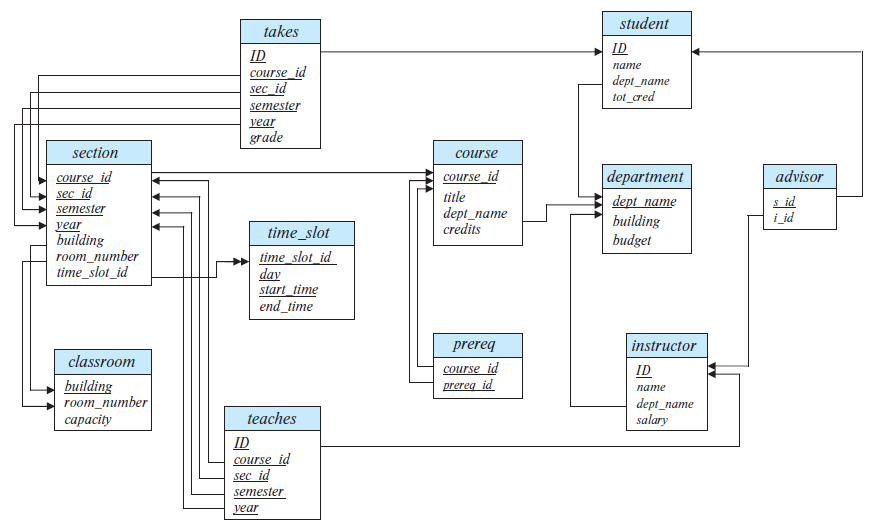 takes
ID
course_id
sec_id
semester
year
grade
student
ID
name
dept_name
tot_cred
section
course_id
sec_id
semester
year
building
room_number
time_slot_id
course
course_id
title
dept_name
credits
department
dept_name
building
budget
advisor
s_id
i_id
time_slot
time_slot_id
day
start_time
end_time
prereq
course_id
prereq_id
instructor
ID
name
dept_name
salary
classroom
building
room_number
capacity
teaches
ID
course_id
sec_id
semester
year